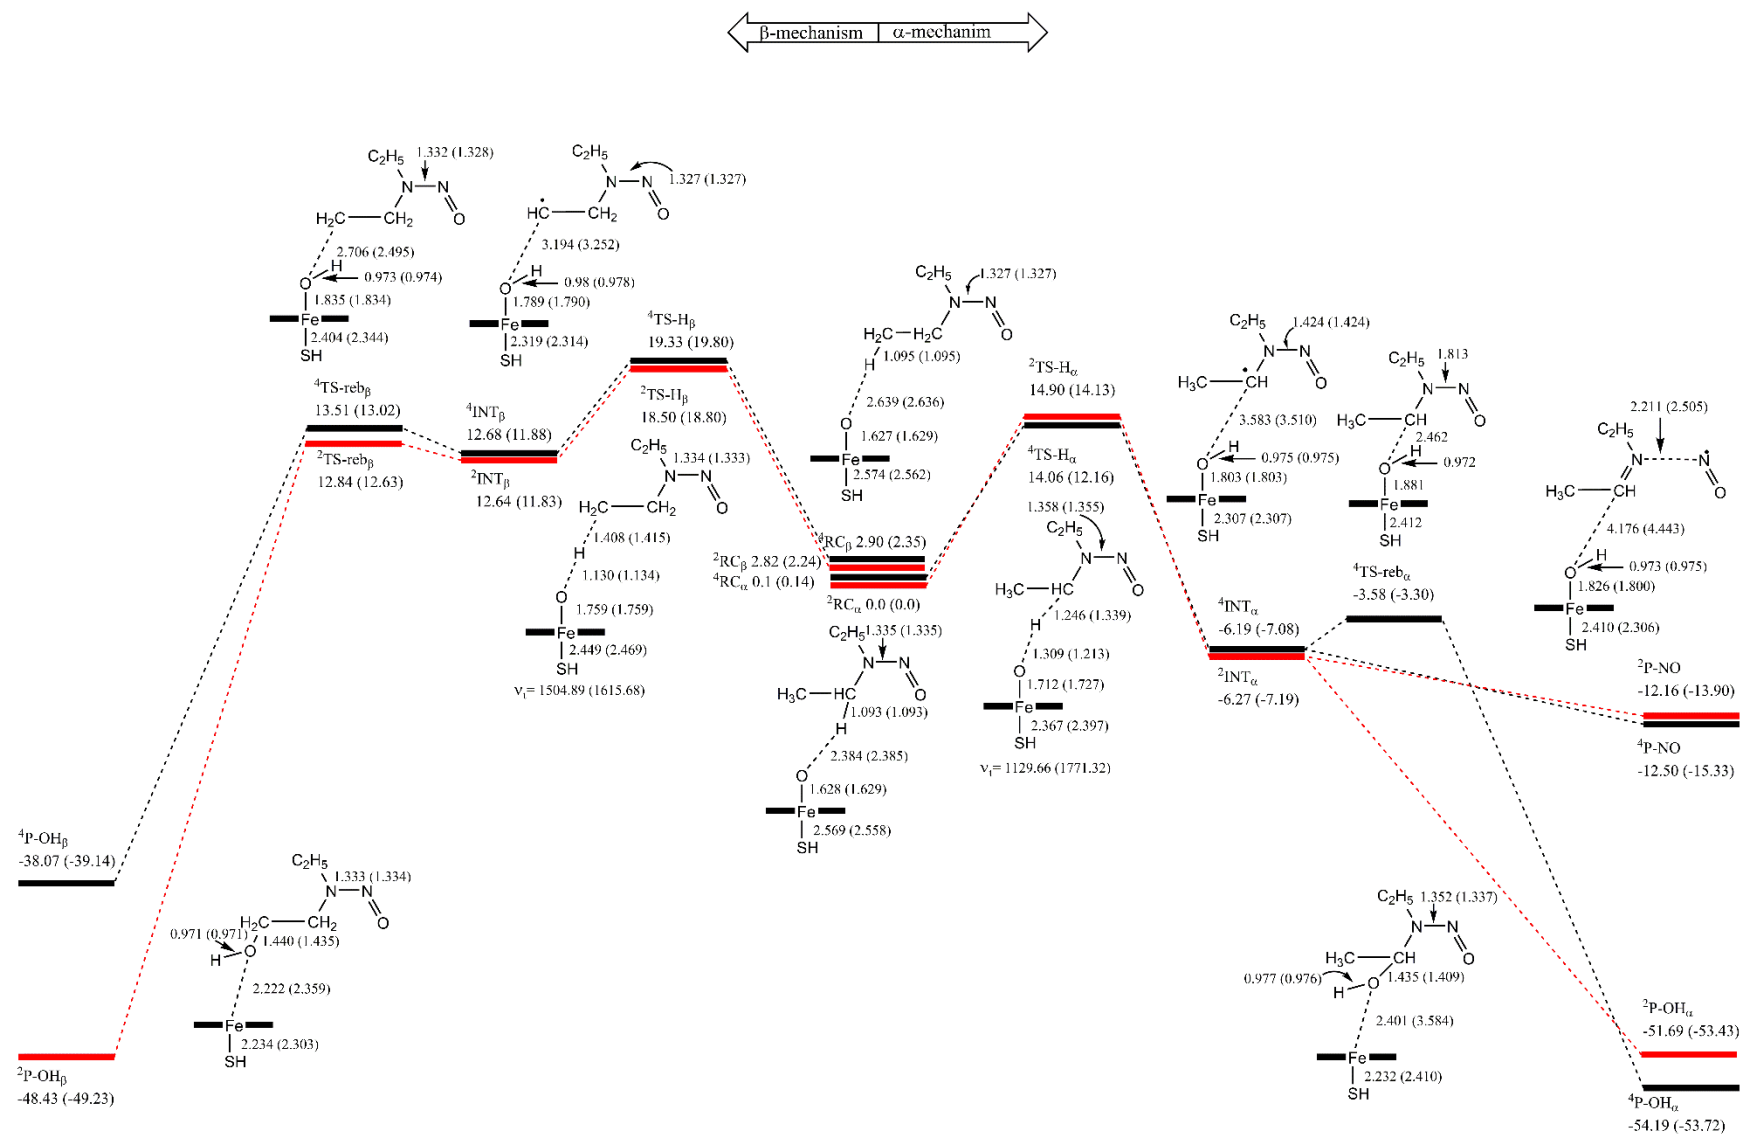 β-mechanism
α-mechanim
C2H5
1.332 (1.328)
N
N
O
H2C
CH2
2.706 (2.495)
H
O
0.973 (0.974)
1.835 (1.834)
Fe
2.404 (2.344)
SH
C2H5
1.327 (1.327)
N
N
O
HC
CH2
3.194 (3.252)
H
O
0.98 (0.978)
1.789 (1.790)
Fe
2.319 (2.314)
SH
4TS-Hβ
19.33 (19.80)
2TS-Hβ
18.50 (18.80)
4TS-rebβ
13.51 (13.02)
2TS-rebβ
12.84 (12.63)
4INTβ
12.68 (11.88)
2INTβ
12.64 (11.83)
C2H5
1.334 (1.333)
N
N
O
H2C
CH2
1.408 (1.415)
H
1.130 (1.134)
O
1.759 (1.759)
Fe
2.449 (2.469)
SH
ν1= 1504.89 (1615.68)
C2H5
1.327 (1.327)
N
N
O
H2C
H2C
1.095 (1.095)
H
2.639 (2.636)
O
1.627 (1.629)
Fe
2.574 (2.562)
SH
4RCβ 2.90 (2.35)
2RCβ 2.82 (2.24)
4RCα 0.1 (0.14)
2RCα 0.0 (0.0)
C2H5
1.335 (1.335)
N
N
O
H3C
CH
1.093 (1.093)
H
2.384 (2.385)
O
1.628 (1.629)
Fe
2.569 (2.558)
SH
2TS-Hα
14.90 (14.13)
4TS-Hα
14.06 (12.16)
1.358 (1.355)
C2H5
N
N
O
H3C
HC
1.246 (1.339)
H
1.309 (1.213)
O
1.712 (1.727)
Fe
2.367 (2.397)
SH
ν1= 1129.66 (1771.32)
C2H5
1.424 (1.424)
N
N
O
H3C
CH
3.583 (3.510)
H
O
0.975 (0.975)
1.803 (1.803)
Fe
2.307 (2.307)
SH
C2H5
1.813
N
N
O
H3C
CH
2.462
H
O
0.972
1.881
Fe
2.412
SH
2.211 (2.505)
C2H5
N
N
O
H3C
CH
4.176 (4.443)
H
O
0.973 (0.975)
1.826 (1.800)
Fe
2.410 (2.306)
SH
4INTα
-6.19 (-7.08)
2INTα
-6.27 (-7.19)
4TS-rebα
-3.58 (-3.30)
2P-NO
-12.16 (-13.90)
4P-NO
-12.50 (-15.33)
4P-OHβ
-38.07 (-39.14)
2P-OHβ
-48.43 (-49.23)
C2H5
1.333 (1.334)
N
N
O
H2C
CH2
0.971 (0.971)
1.440 (1.435)
H
O
2.222 (2.359)
Fe
2.234 (2.303)
SH
C2H5
1.352 (1.337)
N
N
O
H3C
CH
0.977 (0.976)
1.435 (1.409)
H
O
2.401 (3.584)
Fe
2.232 (2.410)
SH
2P-OHα
-51.69 (-53.43)
4P-OHα
-54.19 (-53.72)